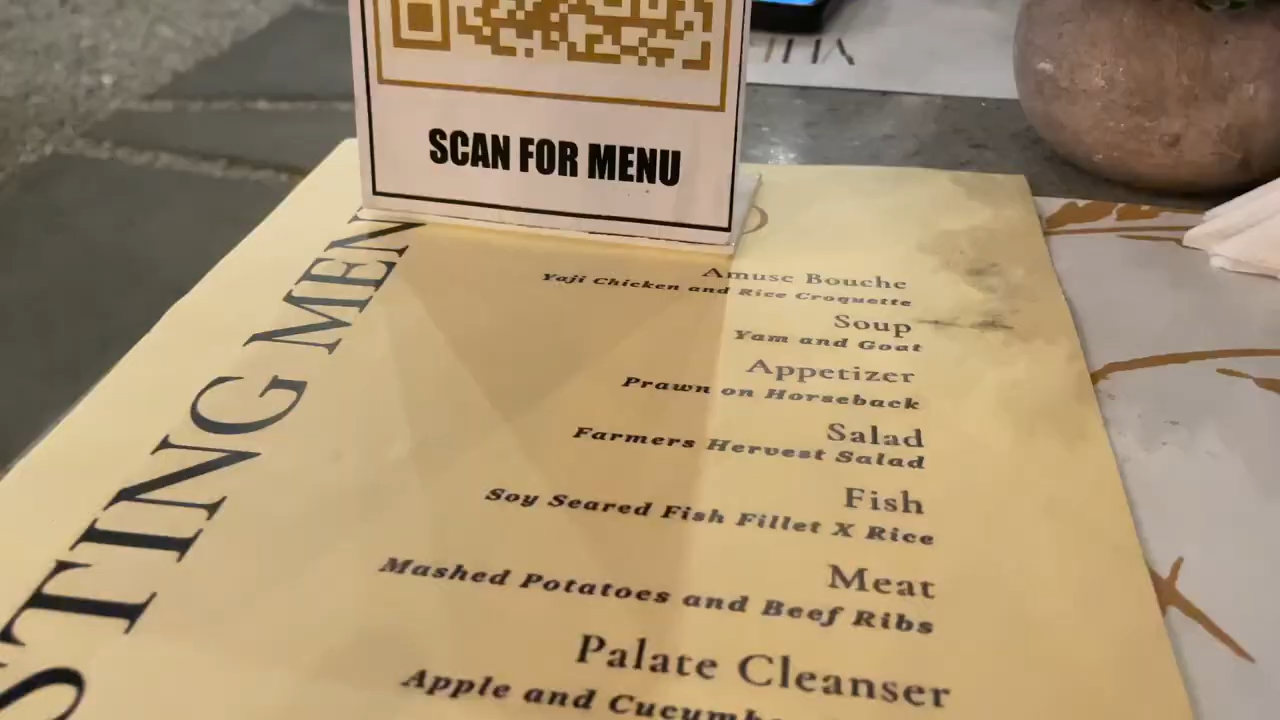 SCAN FOR MENU
Amuse Bouche
Yaji Chicken and Rice Croquette
Soup
Yam and Goat
Appetizer
Prawn on Horseback
Salad
Farmers Hervest Salad
Fish
Soy Seared Fish Fillet X Rice
Meat
Mashed Potatoes and Beef Ribs
Palate Cleanser
Apple and